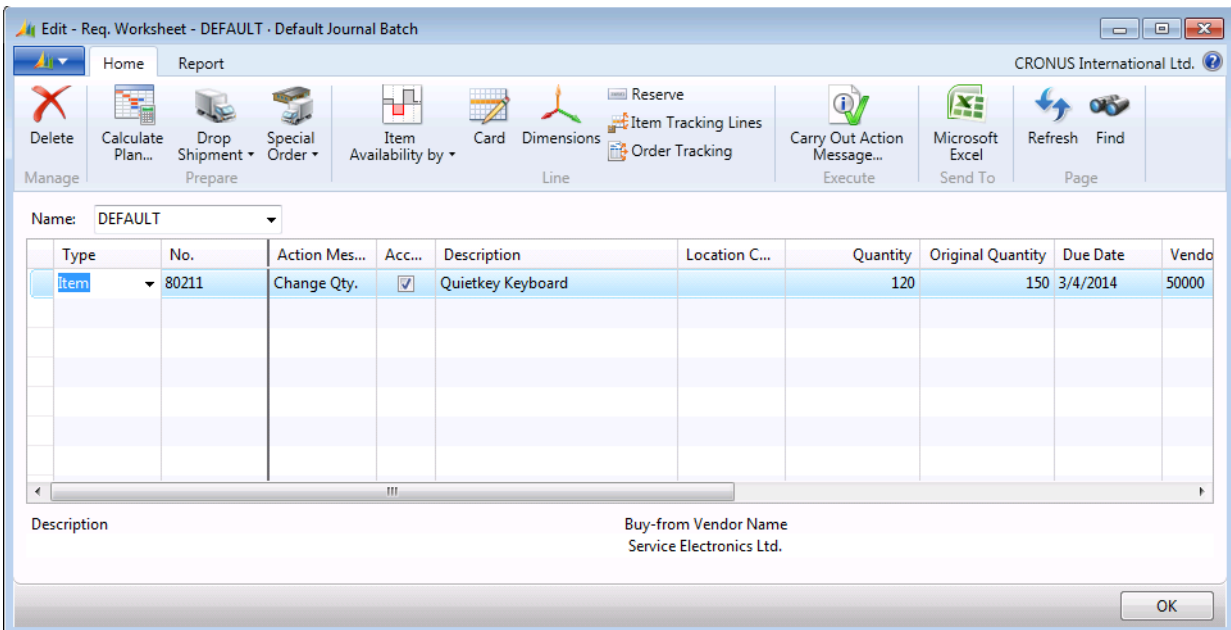 Edit - Req. Worksheet - DEFAULT · Default Journal Batch
Home Report CRONUS International Ltd.
Delete
Calculate Plan...
Drop Shipment
Special Order
Item Availability by
Card
Dimensions
Reserve
Item Tracking Lines
Order Tracking
Carry Out Action Message...
Microsoft Excel
Refresh
Find
Manage Prepare Line Execute Send To Page
Name: DEFAULT
Type No. Action Mes... Acc... Description Location C... Quantity Original Quantity Due Date Vendo
Item 80211 Change Qty. Quietkey Keyboard 120 150 3/4/2014 50000
Description Buy-from Vendor Name
Service Electronics Ltd.
OK